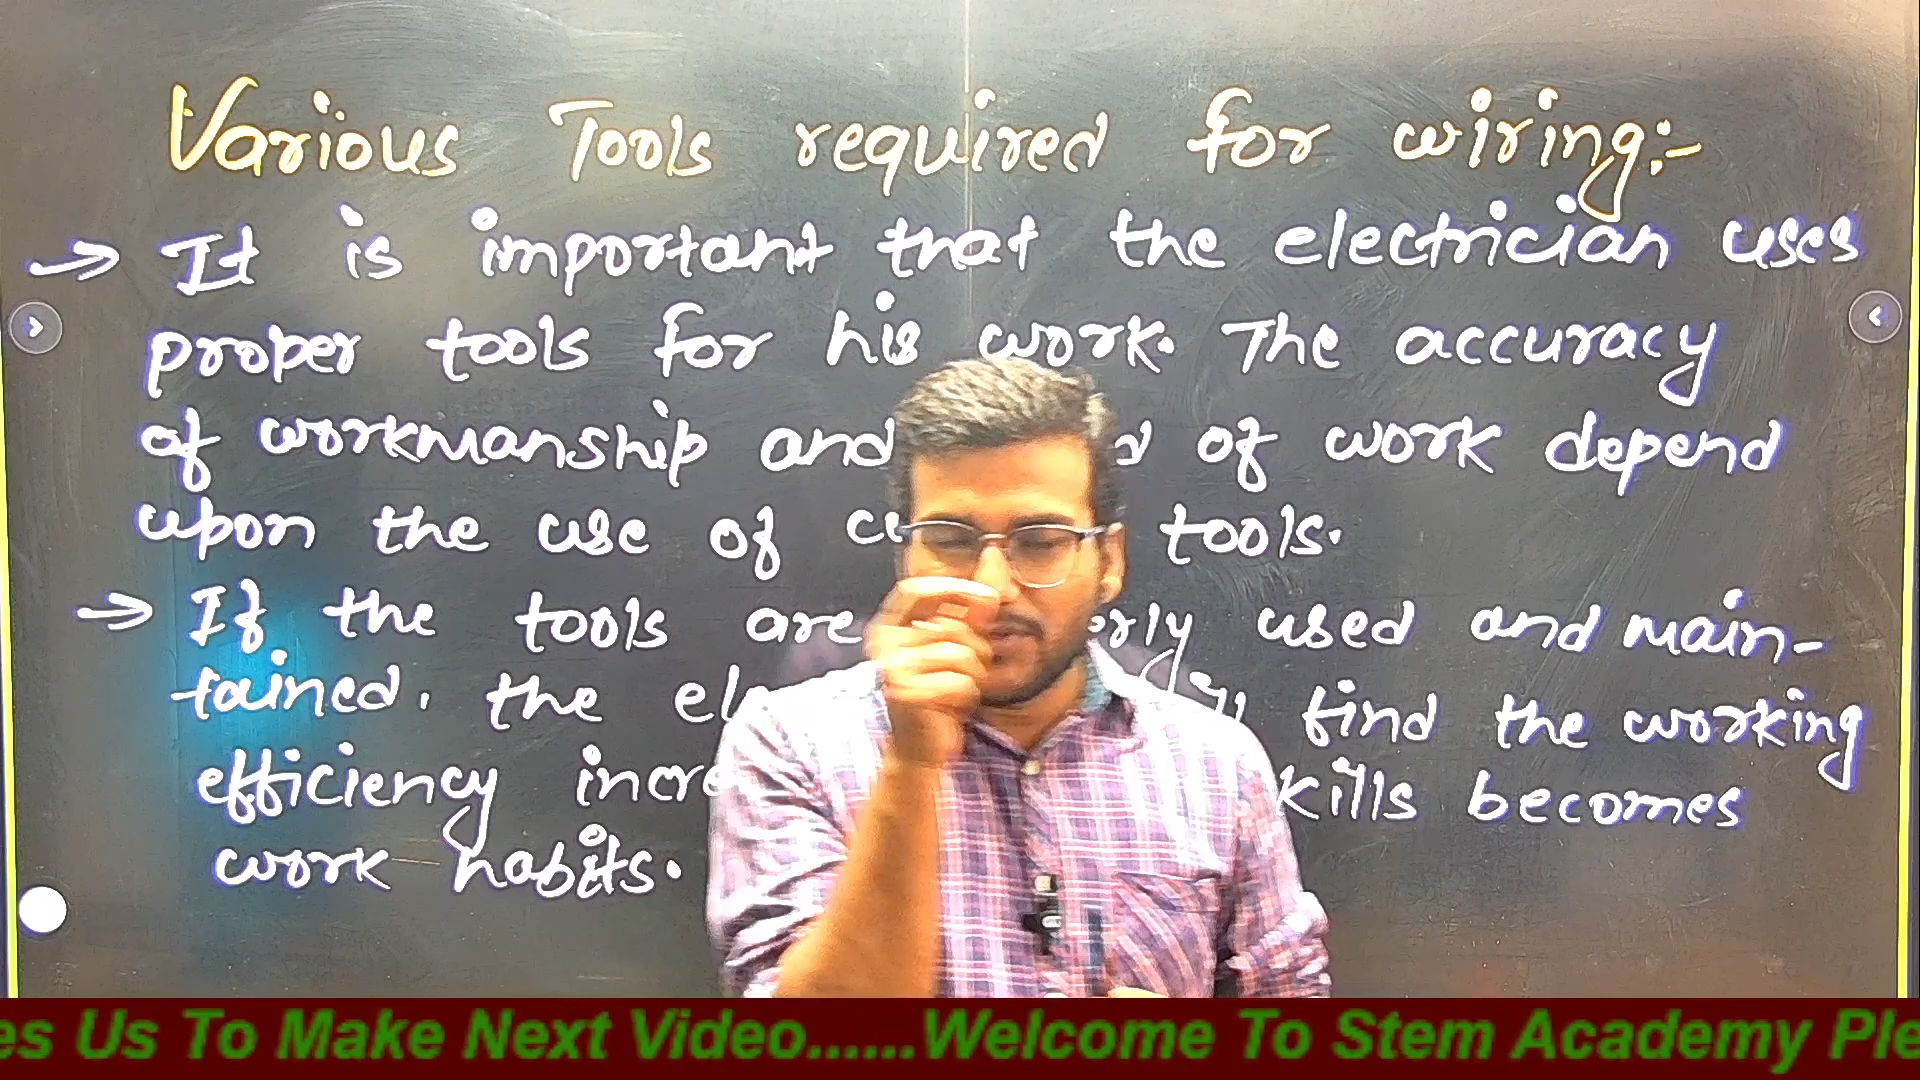 Various Tools required for wiring:-
→ It is important that the electrician uses
proper tools for his work. The accuracy
of workmanship and of work depend
upon the use of tools.
→ If the tools are used and main-
tained. the find the working
efficiency becomes
work habits.
es Us To Make Next Video......Welcome To Stem Academy Ple